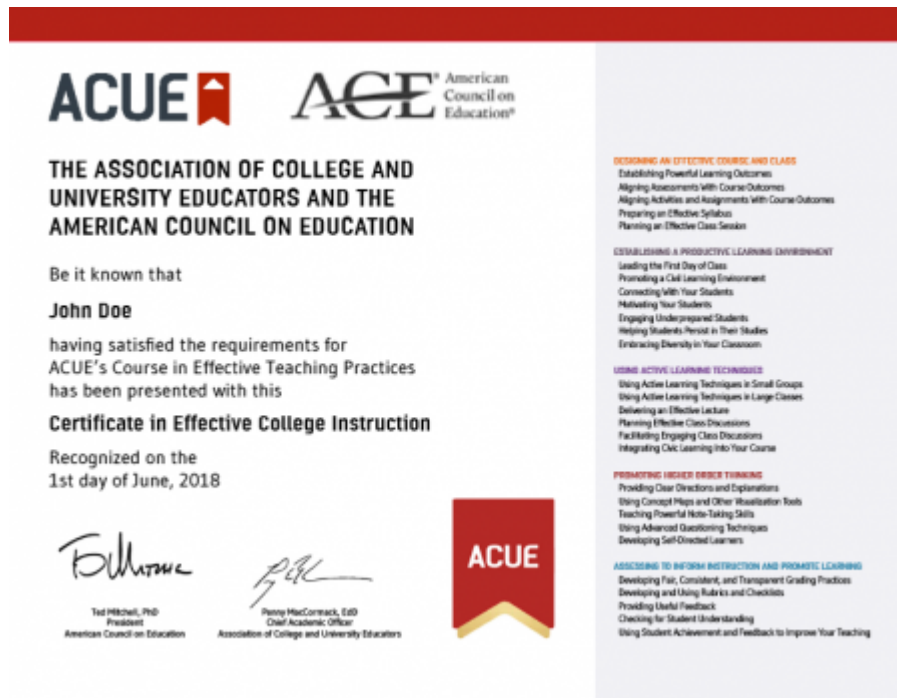 ACUE
ACE® American
Council on
Education®
THE ASSOCIATION OF COLLEGE AND
UNIVERSITY EDUCATORS AND THE
AMERICAN COUNCIL ON EDUCATION
Be it known that
John Doe
having satisfied the requirements for
ACUE's Course in Effective Teaching Practices
has been presented with this
Certificate in Effective College Instruction
Recognized on the
1st day of June, 2018
Ted Mitchell, PhD
President
American Council on Education
Penny MacCormack, EdD
Chief Academic Officer
Association of College and University Educators
ACUE
DESIGNING AN EFFECTIVE COURSE AND CLASS
Establishing Powerful Learning Outcomes
Aligning Assessments With Course Outcomes
Aligning Activities and Assignments With Course Outcomes
Preparing an Effective Syllabus
Planning an Effective Class Session
ESTABLISHING A PRODUCTIVE LEARNING ENVIRONMENT
Leading the First Day of Class
Promoting a Civil Learning Environment
Connecting With Your Students
Motivating Your Students
Engaging Underprepared Students
Helping Students Persist in Their Studies
Embracing Diversity in Your Classroom
USING ACTIVE LEARNING TECHNIQUES
Using Active Learning Techniques in Small Groups
Using Active Learning Techniques in Large Classes
Delivering an Effective Lecture
Planning Effective Class Discussions
Facilitating Engaging Class Discussions
Integrating Civic Learning Into Your Course
PROMOTING HIGHER ORDER THINKING
Providing Clear Directions and Explanations
Using Concept Maps and Other Visualization Tools
Teaching Powerful Note-Taking Skills
Using Advanced Questioning Techniques
Developing Self-Directed Learners
ASSESSING TO INFORM INSTRUCTION AND PROMOTE LEARNING
Developing Fair, Consistent, and Transparent Grading Practices
Developing and Using Rubrics and Checklists
Providing Useful Feedback
Checking for Student Understanding
Using Student Achievement and Feedback to Improve Your Teaching